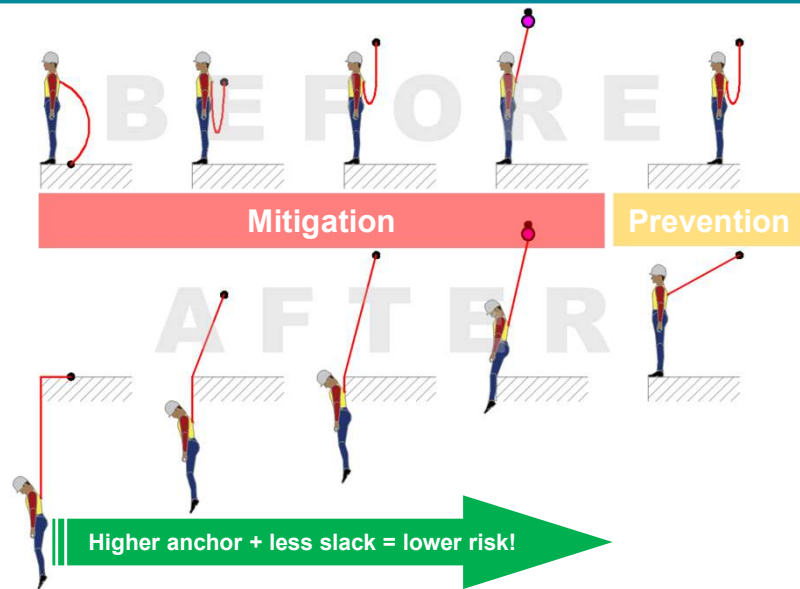 BEFORE
Mitigation
Prevention
AFTER
Higher anchor + less slack = lower risk!